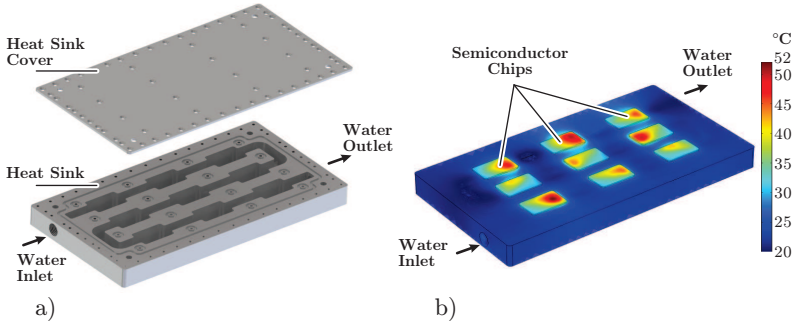 Heat Sink
Cover
Heat Sink
Water
Outlet
Water
Inlet
a)
Semiconductor
Chips
Water
Outlet
Water
Inlet
b)
°C
52
50
45
40
35
30
25
20